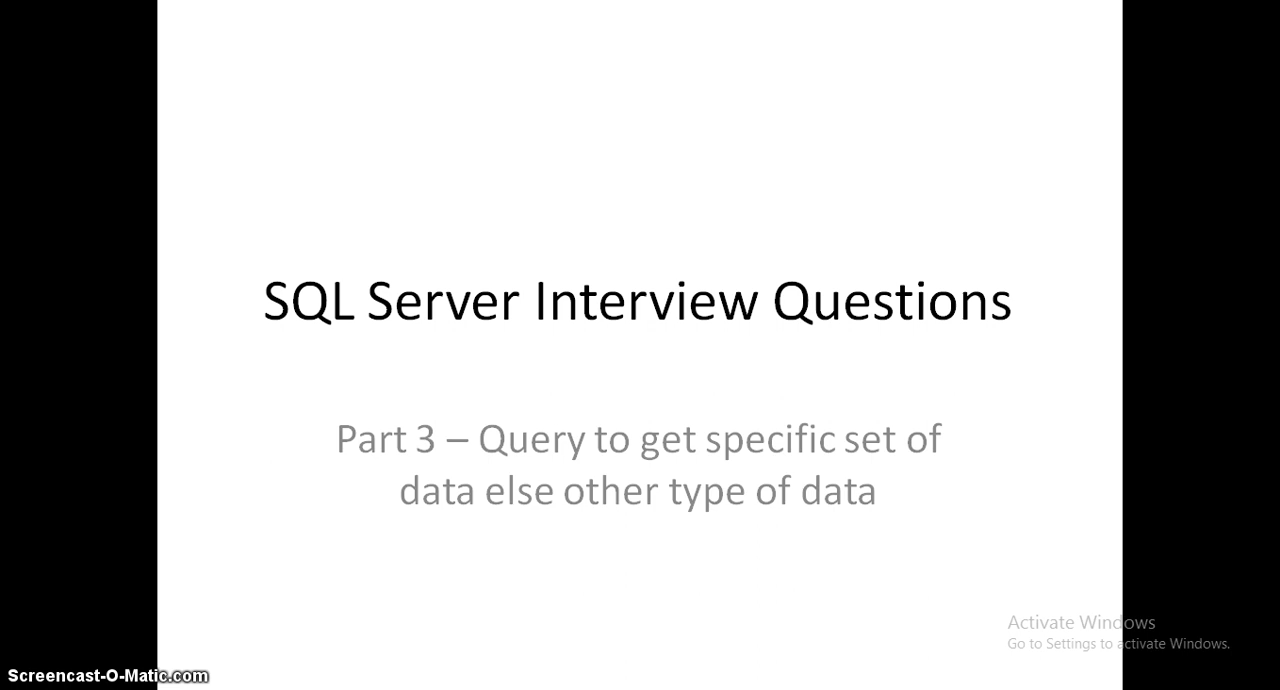 SQL Server Interview Questions
Part 3 – Query to get specific set of
data else other type of data
Activate Windows
Go to Settings to activate Windows.
Screencast-O-Matic.com